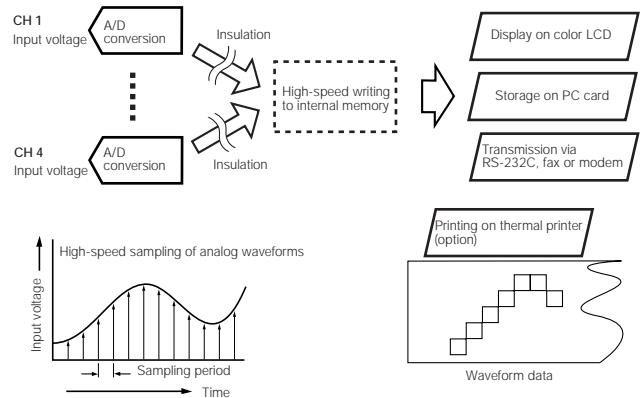 CH 1
Input voltage
A/D
conversion
Insulation
High-speed writing
to internal memory
Display on color LCD
Storage on PC card
CH 4
Input voltage
A/D
conversion
Insulation
Transmission via
RS-232C, fax or modem
Printing on thermal printer
(option)
High-speed sampling of analog waveforms
Input voltage
Sampling period
Time
Waveform data